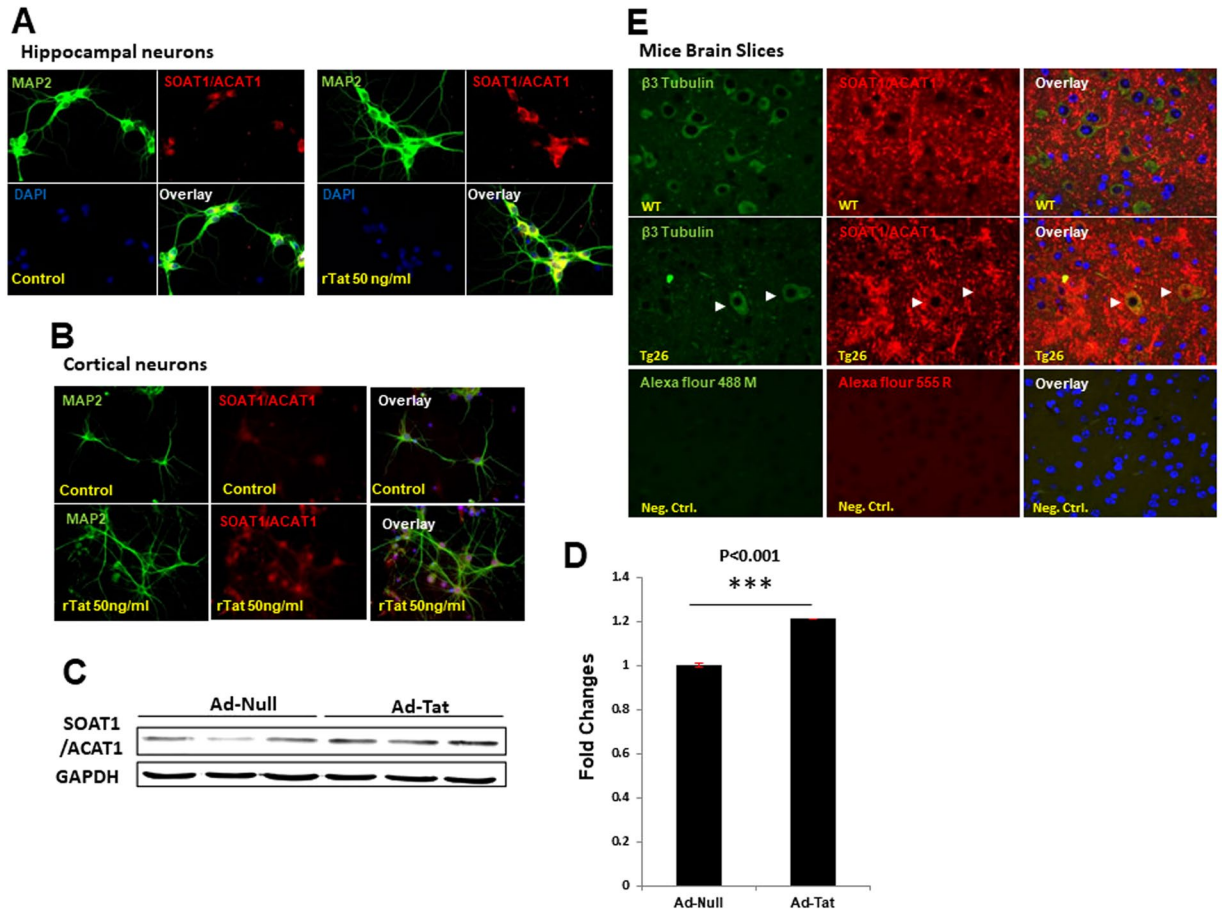 A
Hippocampal neurons
MAP2
SOAT1/ACAT1
DAPI
Overlay
Control
MAP2
SOAT1/ACAT1
DAPI
Overlay
rTat 50 ng/ml
B
Cortical neurons
MAP2
SOAT1/ACAT1
Overlay
Control
Control
Control
MAP2
SOAT1/ACAT1
Overlay
rTat 50ng/ml
rTat 50ng/ml
rTat 50ng/ml
C
Ad-Null
Ad-Tat
SOAT1
/ACAT1
GAPDH
D
P<0.001
***
Fold Changes
1.4
1.2
1
0.8
0.6
0.4
0.2
0
Ad-Null
Ad-Tat
E
Mice Brain Slices
β3 Tubulin
SOAT1/ACAT1
Overlay
WT
WT
WT
β3 Tubulin
SOAT1/ACAT1
Overlay
Tg26
Tg26
Tg26
Alexa flour 488 M
Alexa flour 555 R
Overlay
Neg. Ctrl.
Neg. Ctrl.
Neg. Ctrl.